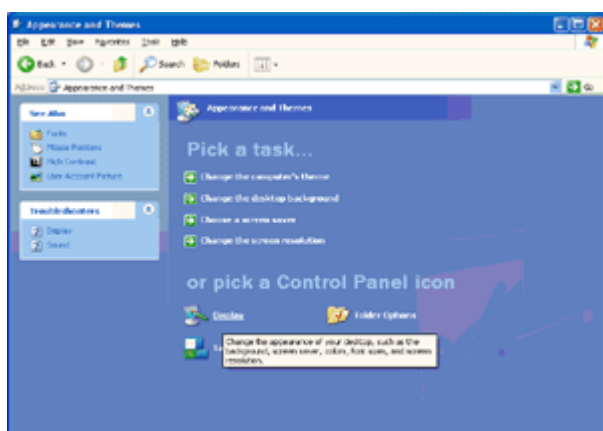 Appearance and Themes
File Edit View Favorites Tools Help
Back Search Folders
Address Appearance and Themes Go
See Also
Fonts
Mouse Pointers
High Contrast
User Account Picture
Troubleshooters
Display
Sound
Appearance and Themes
Pick a task...
Change the computer's theme
Change the desktop background
Choose a screen saver
Change the screen resolution
or pick a Control Panel icon
Display Folder Options
Change the appearance of your desktop, such as the
background, screen saver, colors, font sizes, and screen
resolution.